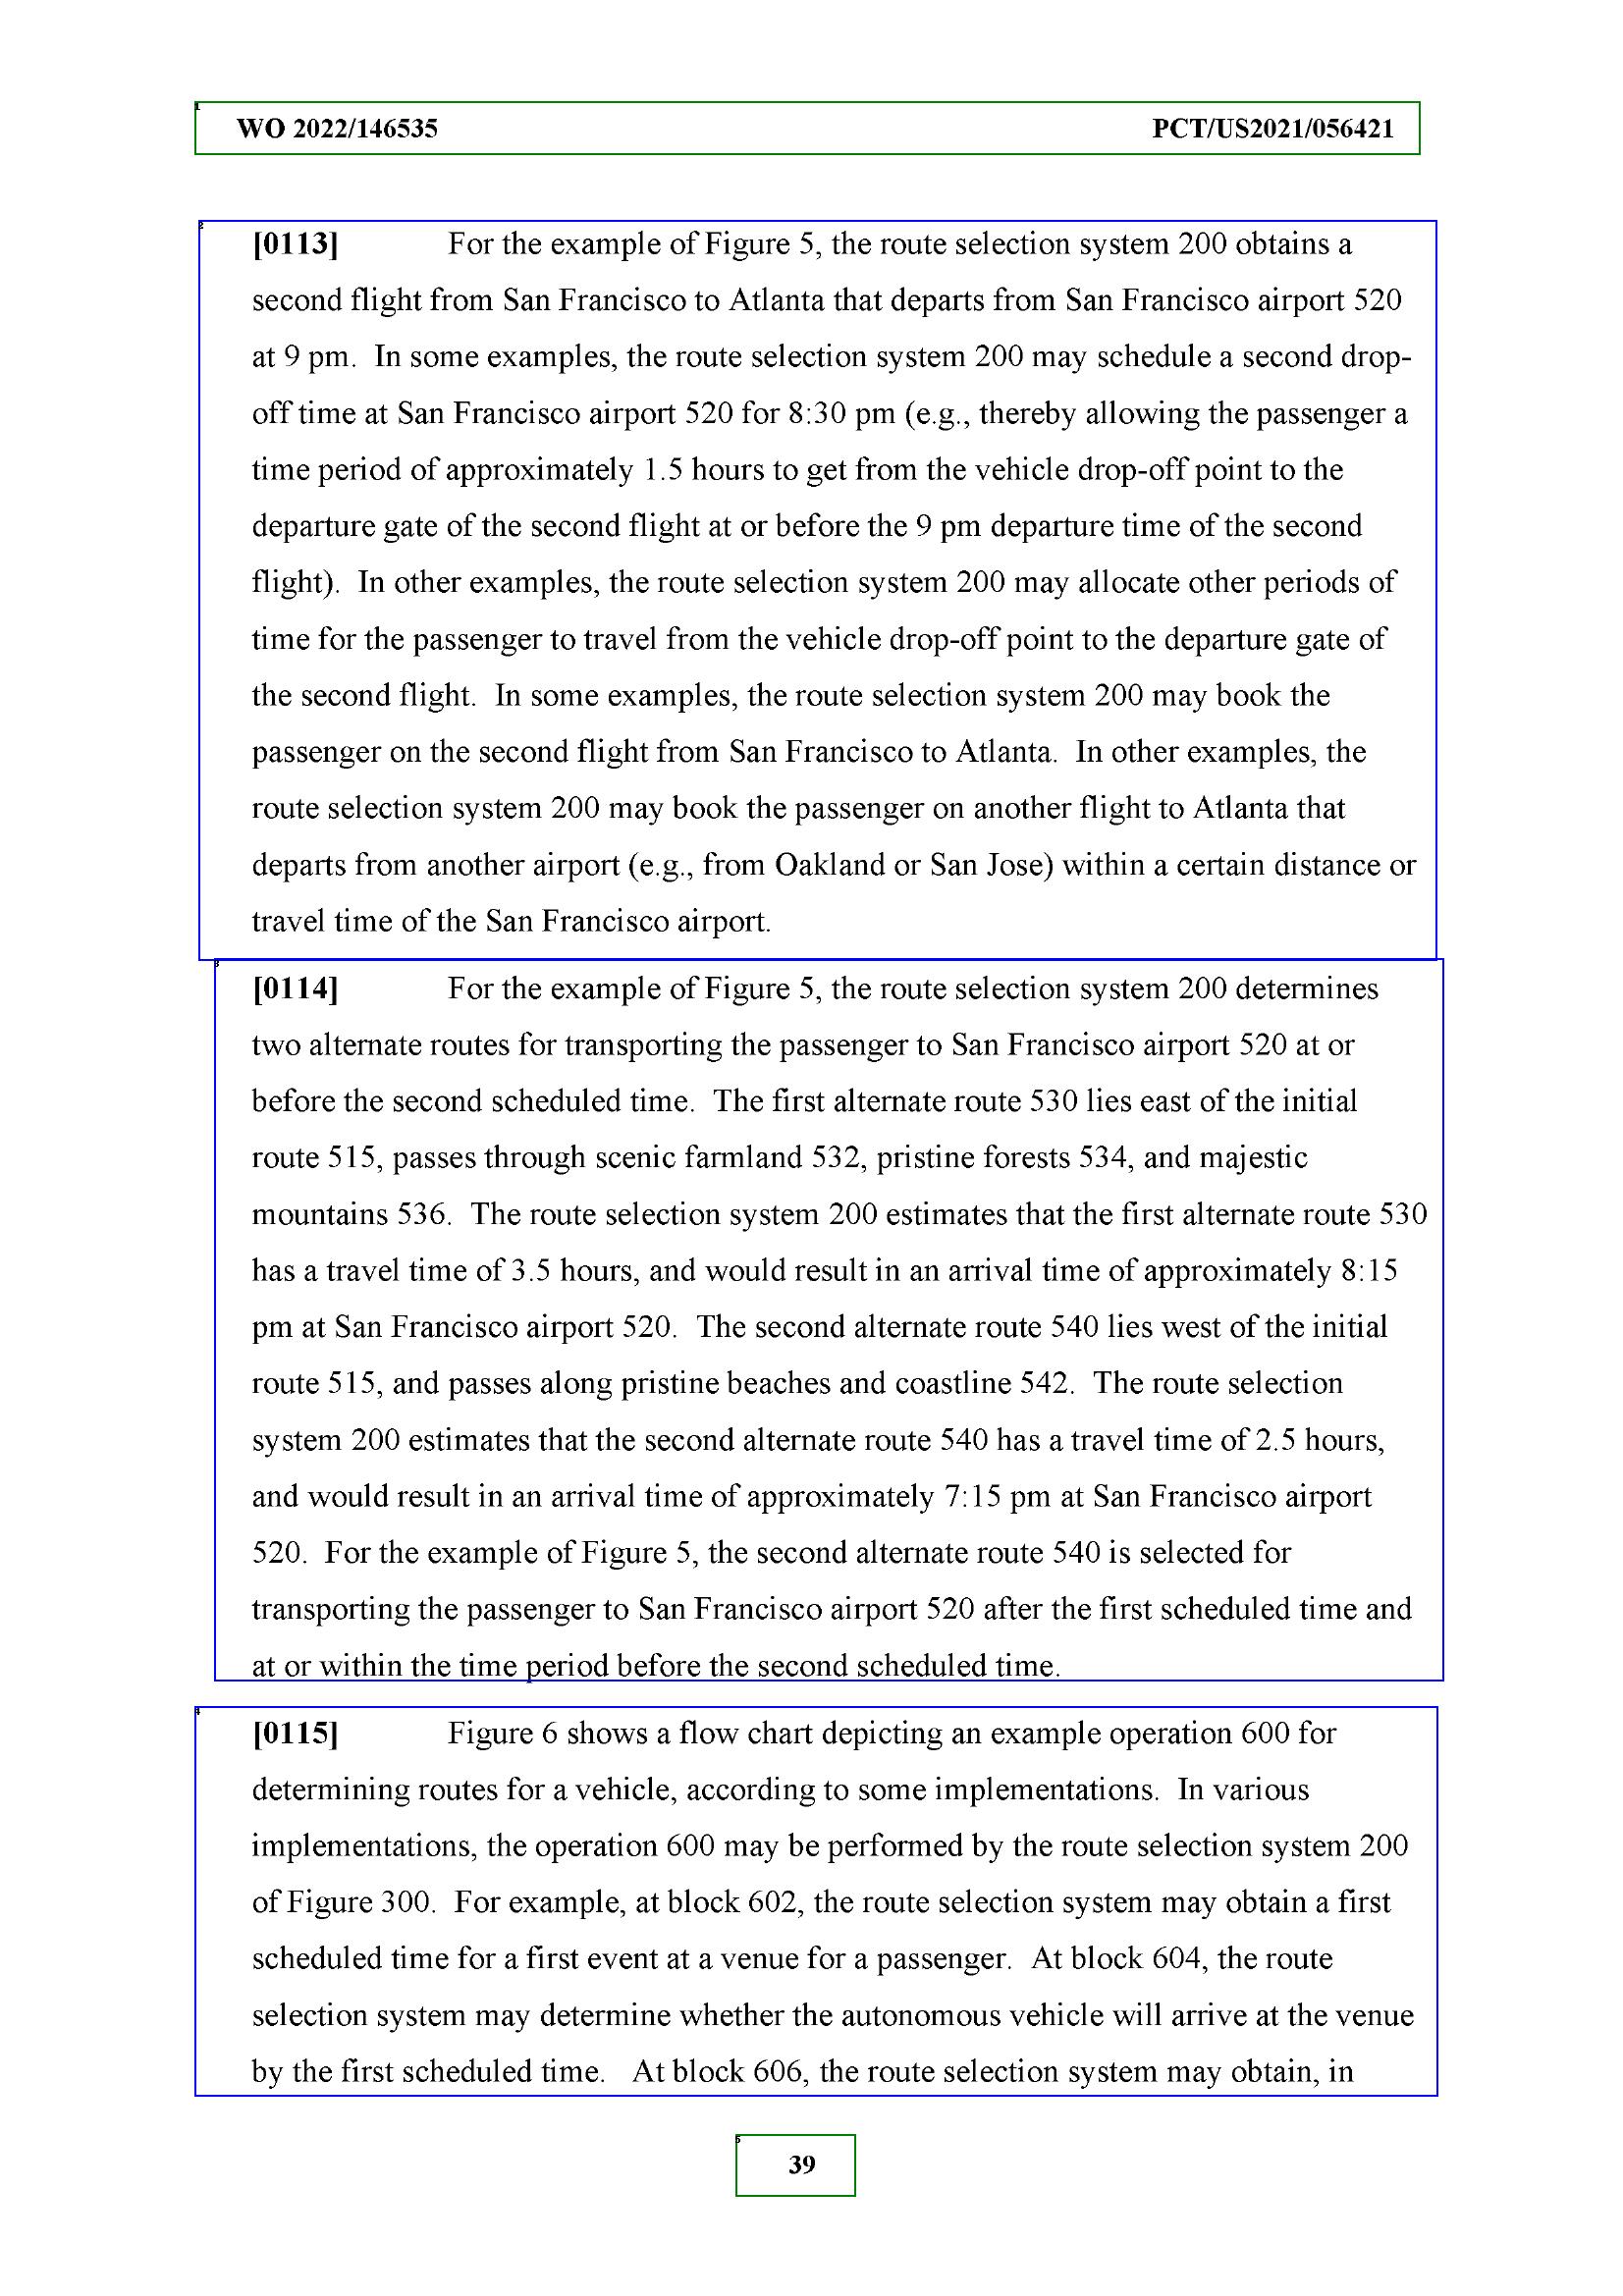 WO 2022/146535 PCT/US2021/056421
[0113] For the example of Figure 5, the route selection system 200 obtains a
second flight from San Francisco to Atlanta that departs from San Francisco airport 520
at 9 pm. In some examples, the route selection system 200 may schedule a second drop-
off time at San Francisco airport 520 for 8:30 pm (e.g., thereby allowing the passenger a
time period of approximately 1.5 hours to get from the vehicle drop-off point to the
departure gate of the second flight at or before the 9 pm departure time of the second
flight). In other examples, the route selection system 200 may allocate other periods of
time for the passenger to travel from the vehicle drop-off point to the departure gate of
the second flight. In some examples, the route selection system 200 may book the
passenger on the second flight from San Francisco to Atlanta. In other examples, the
route selection system 200 may book the passenger on another flight to Atlanta that
departs from another airport (e.g., from Oakland or San Jose) within a certain distance or
travel time of the San Francisco airport.
[0114] For the example of Figure 5, the route selection system 200 determines
two alternate routes for transporting the passenger to San Francisco airport 520 at or
before the second scheduled time. The first alternate route 530 lies east of the initial
route 515, passes through scenic farmland 532, pristine forests 534, and majestic
mountains 536. The route selection system 200 estimates that the first alternate route 530
has a travel time of 3.5 hours, and would result in an arrival time of approximately 8:15
pm at San Francisco airport 520. The second alternate route 540 lies west of the initial
route 515, and passes along pristine beaches and coastline 542. The route selection
system 200 estimates that the second alternate route 540 has a travel time of 2.5 hours,
and would result in an arrival time of approximately 7:15 pm at San Francisco airport
520. For the example of Figure 5, the second alternate route 540 is selected for
transporting the passenger to San Francisco airport 520 after the first scheduled time and
at or within the time period before the second scheduled time.
[0115] Figure 6 shows a flow chart depicting an example operation 600 for
determining routes for a vehicle, according to some implementations. In various
implementations, the operation 600 may be performed by the route selection system 200
of Figure 300. For example, at block 602, the route selection system may obtain a first
scheduled time for a first event at a venue for a passenger. At block 604, the route
selection system may determine whether the autonomous vehicle will arrive at the venue
by the first scheduled time. At block 606, the route selection system may obtain, in
39